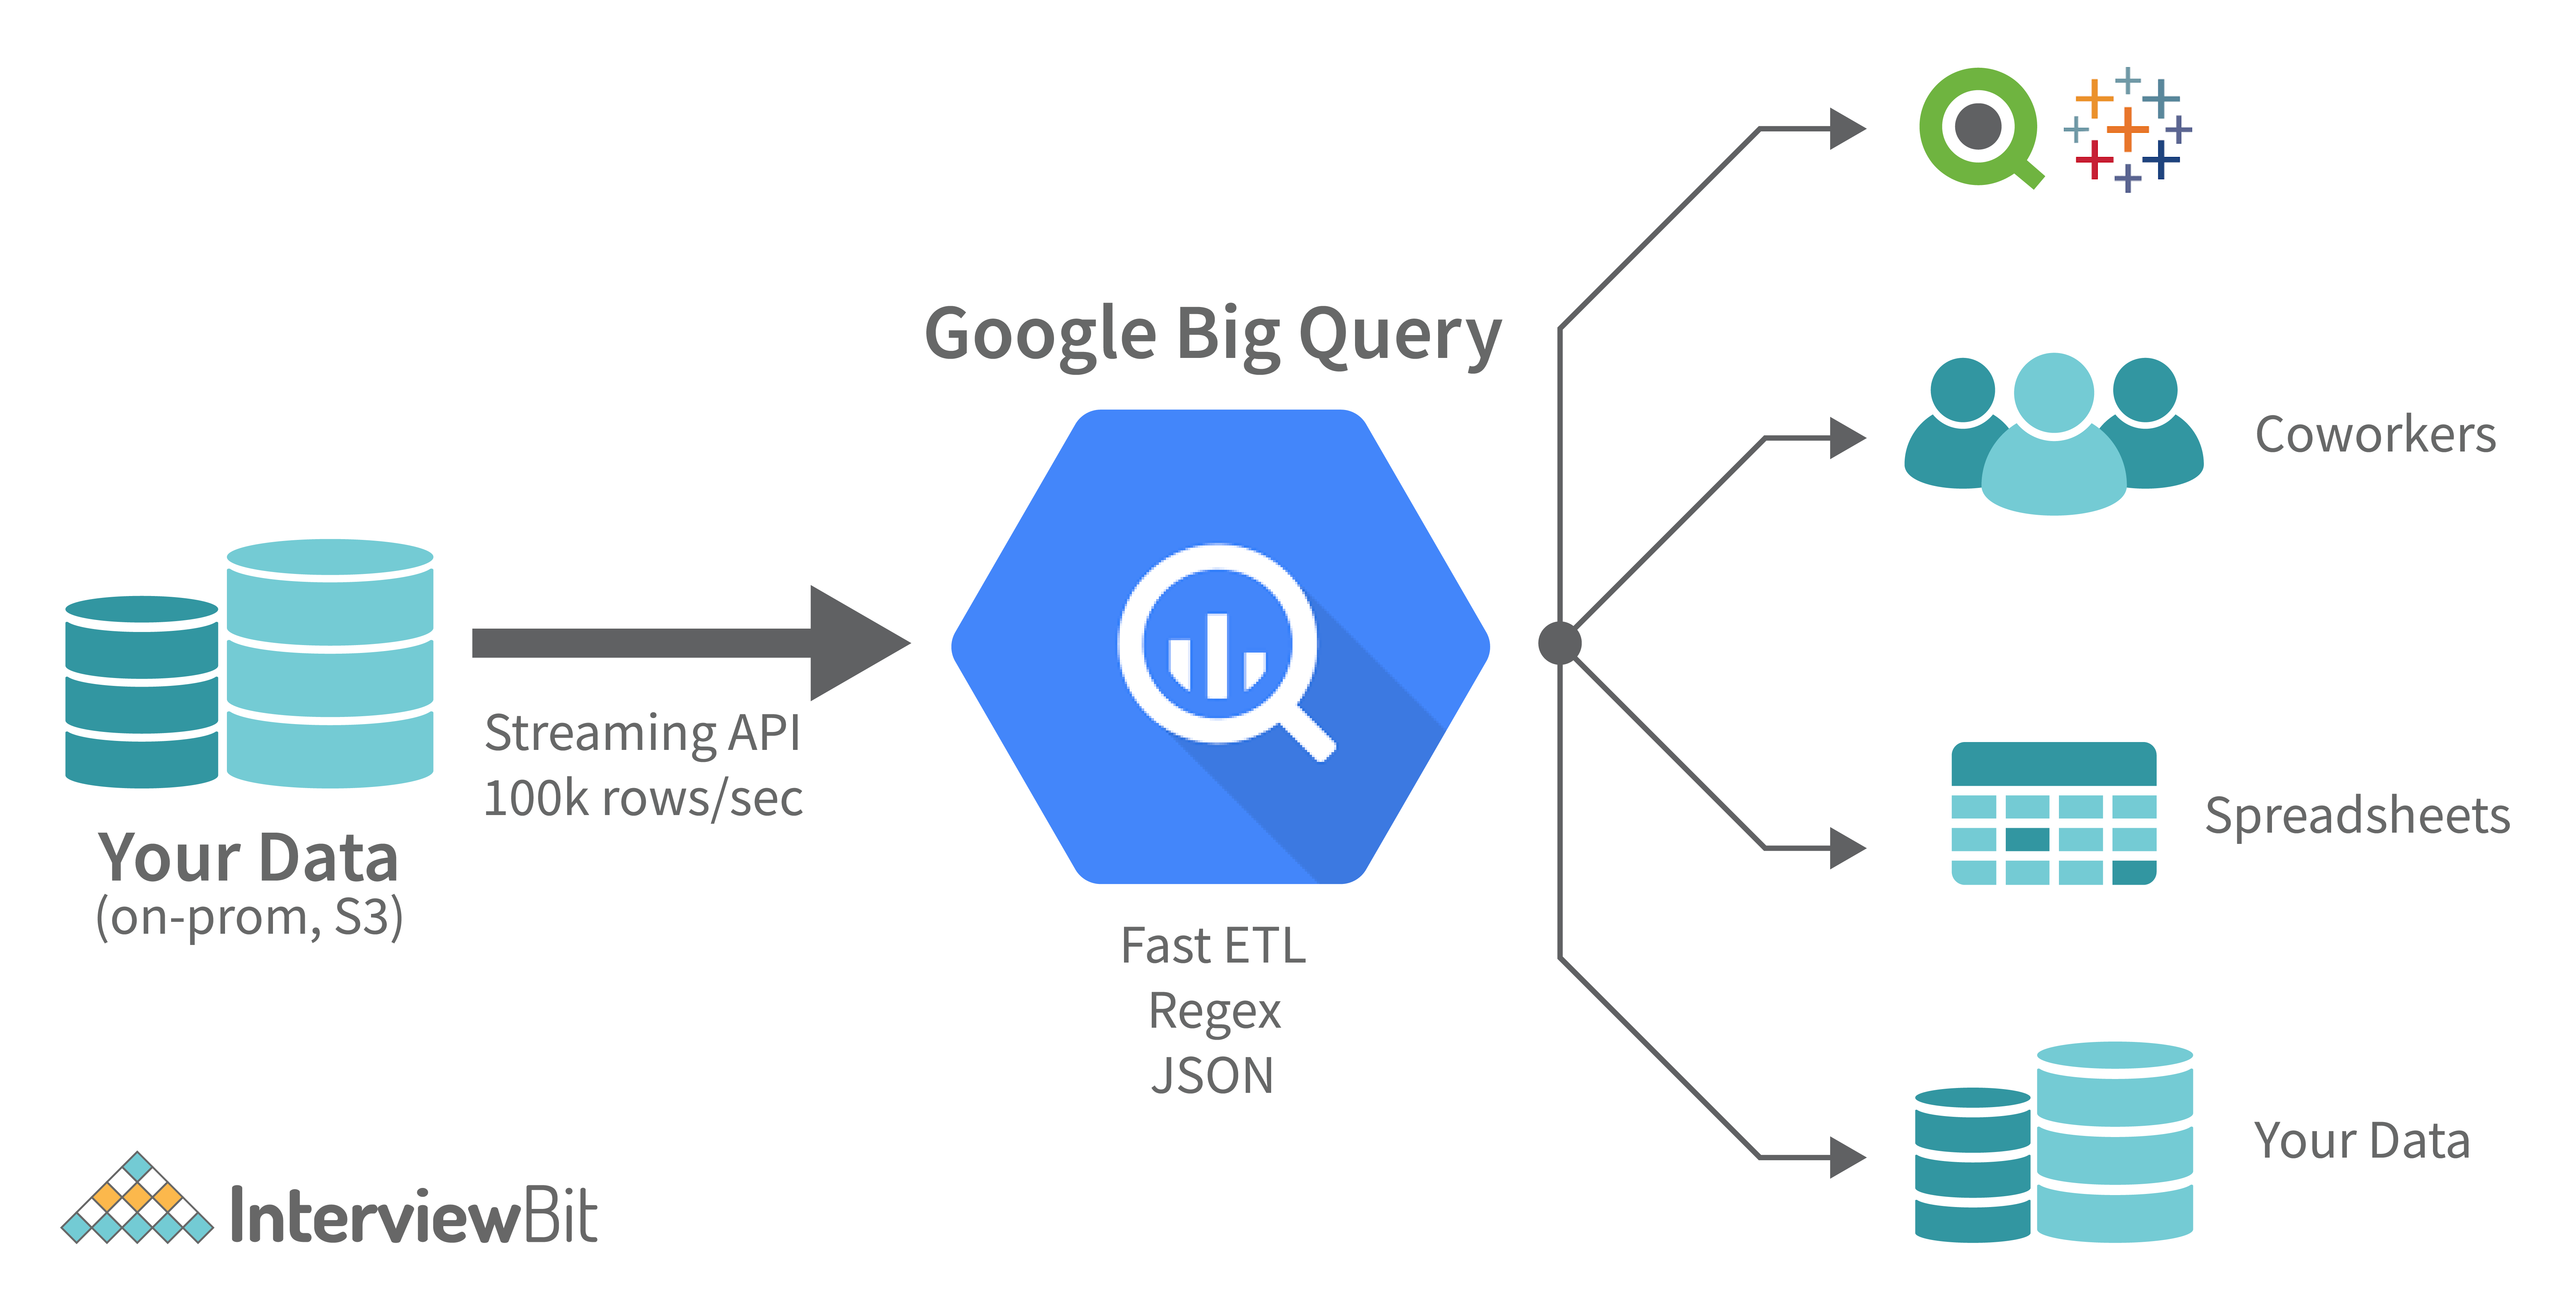 Google Big Query
Streaming API
100k rows/sec
Your Data
(on-prom, S3)
Fast ETL
Regex
JSON
Coworkers
Spreadsheets
Your Data
InterviewBit